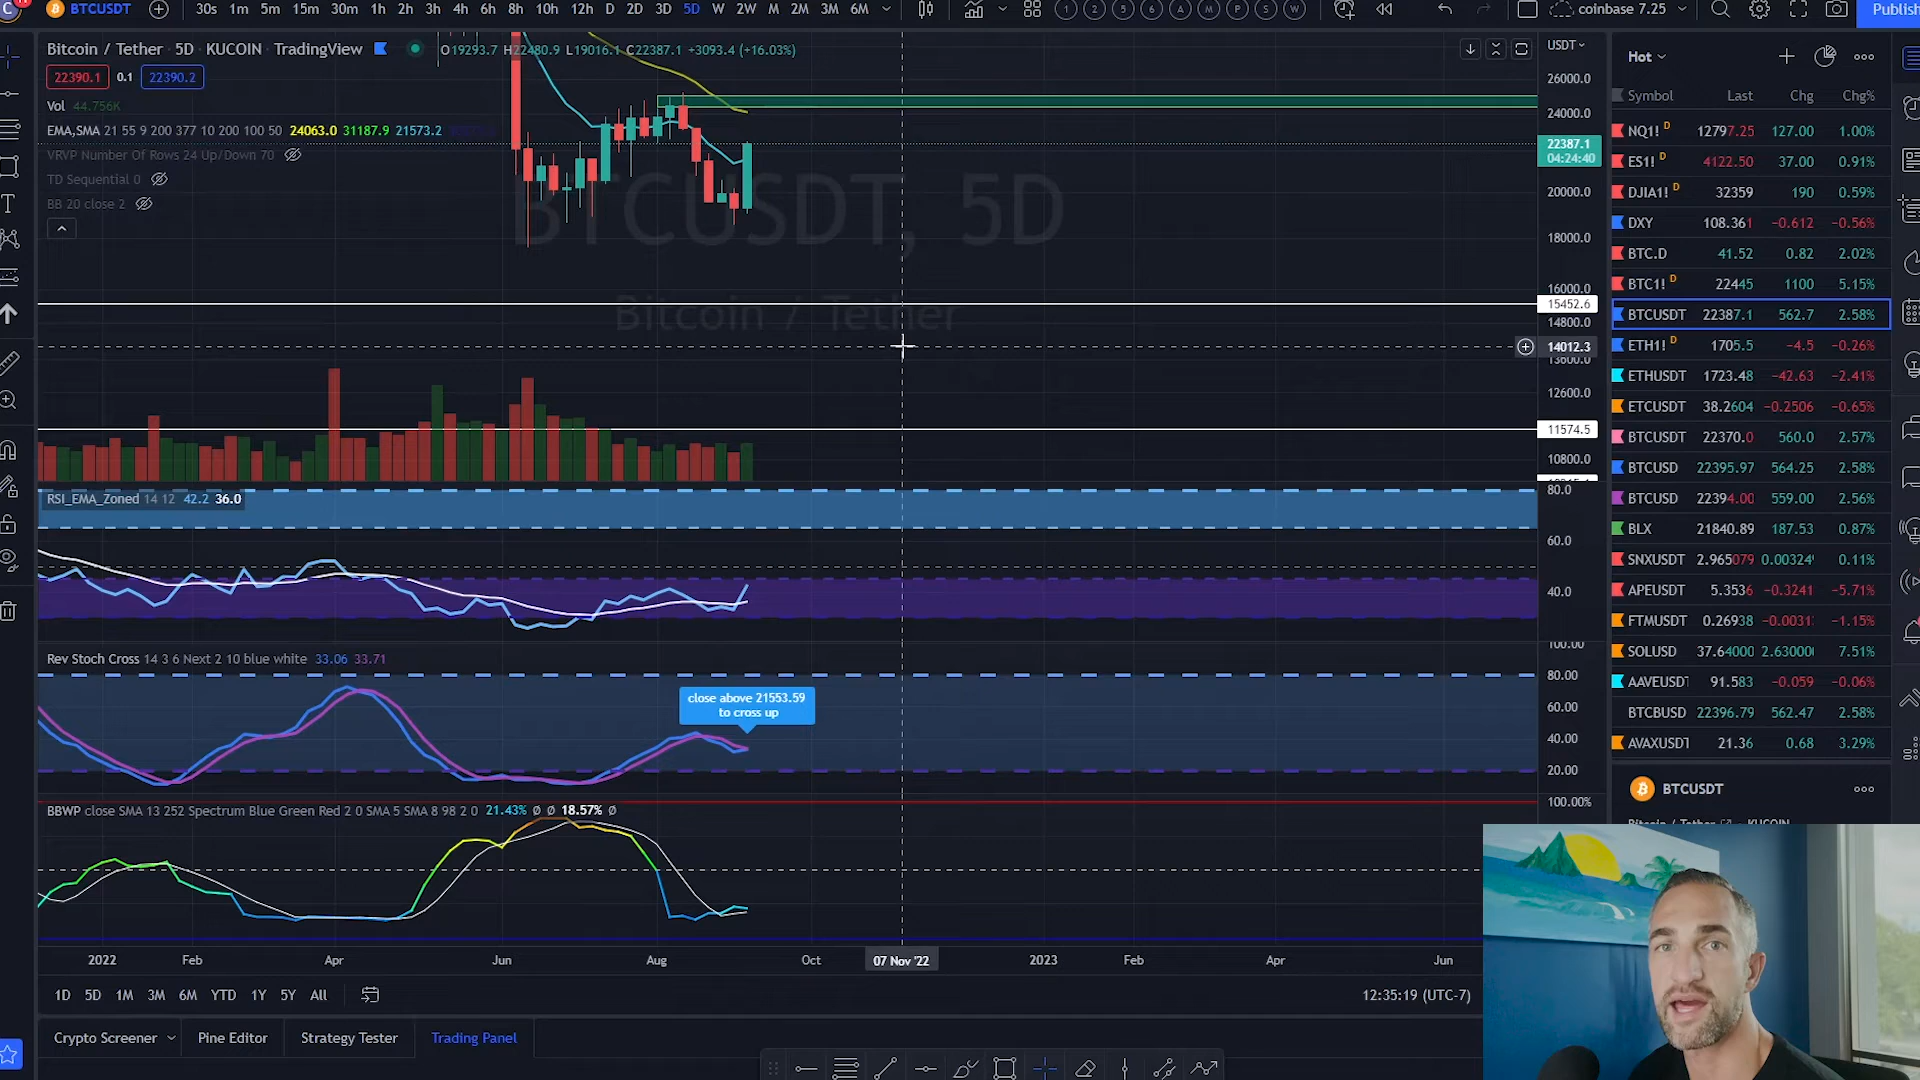 BTCUSDT 30s 1m 5m 15m 30m 1h 2h 3h 4h 6h 8h 10h 12h D 2D 3D 5D W 2W M 2M 3M 6M coinbase 7.25 Publish
Bitcoin / Tether · 5D · KUCOIN · TradingView O19293.7 H22480.9 L19016.1 C22387.1 +3093.4 (+16.03%)
22390.1 0.1 22390.2
Vol 44.756K
EMA,SMA 21 55 9 200 377 10 200 100 50 24063.0 31187.9 21573.2
VRVP Number Of Rows 24 Up/Down 70
TD Sequential 0
BB 20 close 2
BTCUSDT, 5D
Bitcoin / Tether
USDT
26000.0
24000.0
22387.1
04:24:40
20000.0
18000.0
16000.0
15452.6
14800.0
14012.3
13600.0
12600.0
11574.5
10800.0
RSI_EMA_Zoned 14 12 42.2 36.0
80.0
60.0
40.0
Rev Stoch Cross 14 3 6 Next 2 10 blue white 33.06 33.71
close above 21553.59
to cross up
100.00
80.00
60.00
40.00
20.00
BBWP close SMA 13 252 Spectrum Blue Green Red 2 0 SMA 5 SMA 8 98 2 0 21.43% Ø Ø 18.57% Ø
100.00%
2022 Feb Apr Jun Aug Oct 07 Nov '22 2023 Feb Apr Jun
1D 5D 1M 3M 6M YTD 1Y 5Y All 12:35:19 (UTC-7)
Crypto Screener Pine Editor Strategy Tester Trading Panel
Hot
Symbol Last Chg Chg%
NQ1! D 12797.25 127.00 1.00%
ES1! D 4122.50 37.00 0.91%
DJIA1! D 32359 190 0.59%
DXY 108.361 −0.612 −0.56%
BTC.D 41.52 0.82 2.02%
BTC1! D 22445 1100 5.15%
BTCUSDT 22387.1 562.7 2.58%
ETH1! D 1705.5 −4.5 −0.26%
ETHUSDT 1723.48 −42.63 −2.41%
ETCUSDT 38.2604 −0.2506 −0.65%
BTCUSDT 22370.0 560.0 2.57%
BTCUSD 22395.97 564.25 2.58%
BTCUSD 22394.00 559.00 2.56%
BLX 21840.89 187.53 0.87%
SNXUSDT 2.965079 0.003249 0.11%
APEUSDT 5.3536 −0.3241 −5.71%
FTMUSDT 0.26938 −0.0031 −1.15%
SOLUSD 37.64000 2.63000 7.51%
AAVEUSDT 91.583 −0.059 −0.06%
BTCBUSD 22396.79 562.47 2.58%
AVAXUSDT 21.36 0.68 3.29%
BTCUSDT